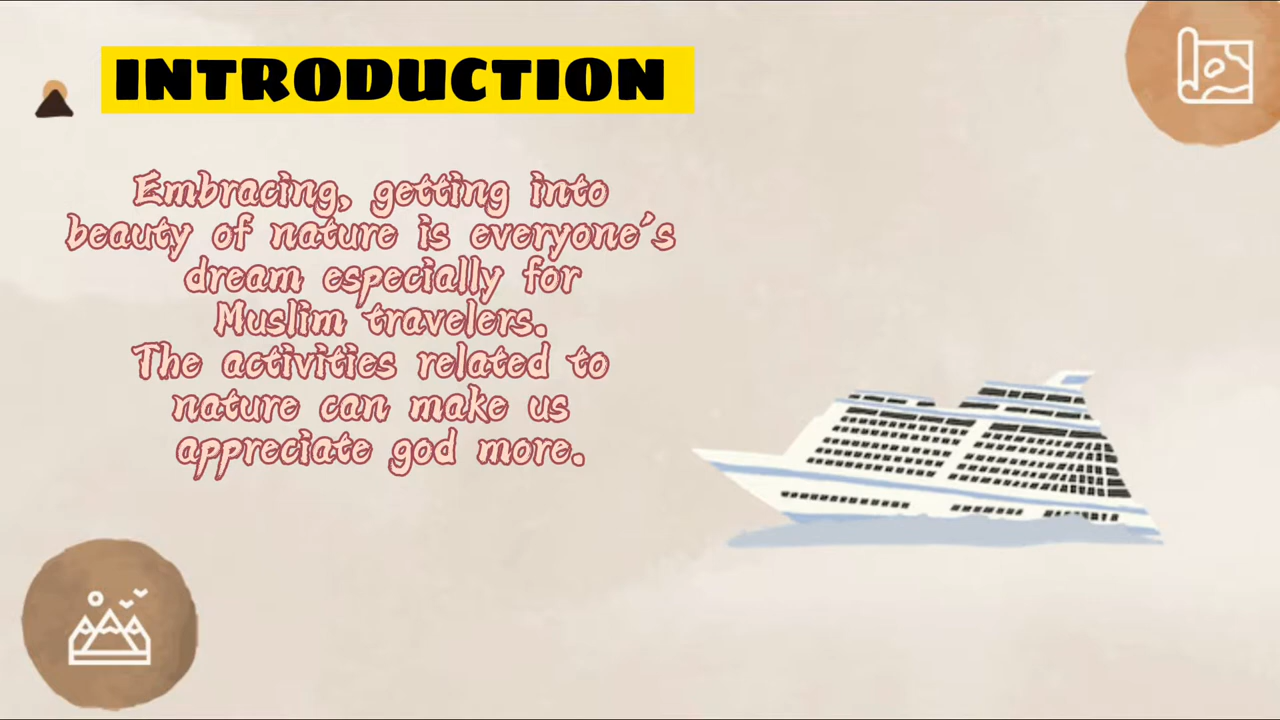 INTRODUCTION
Embracing, getting into
beauty of nature is everyone's
dream especially for
Muslim travelers.
The activities related to
nature can make us
appreciate god more.